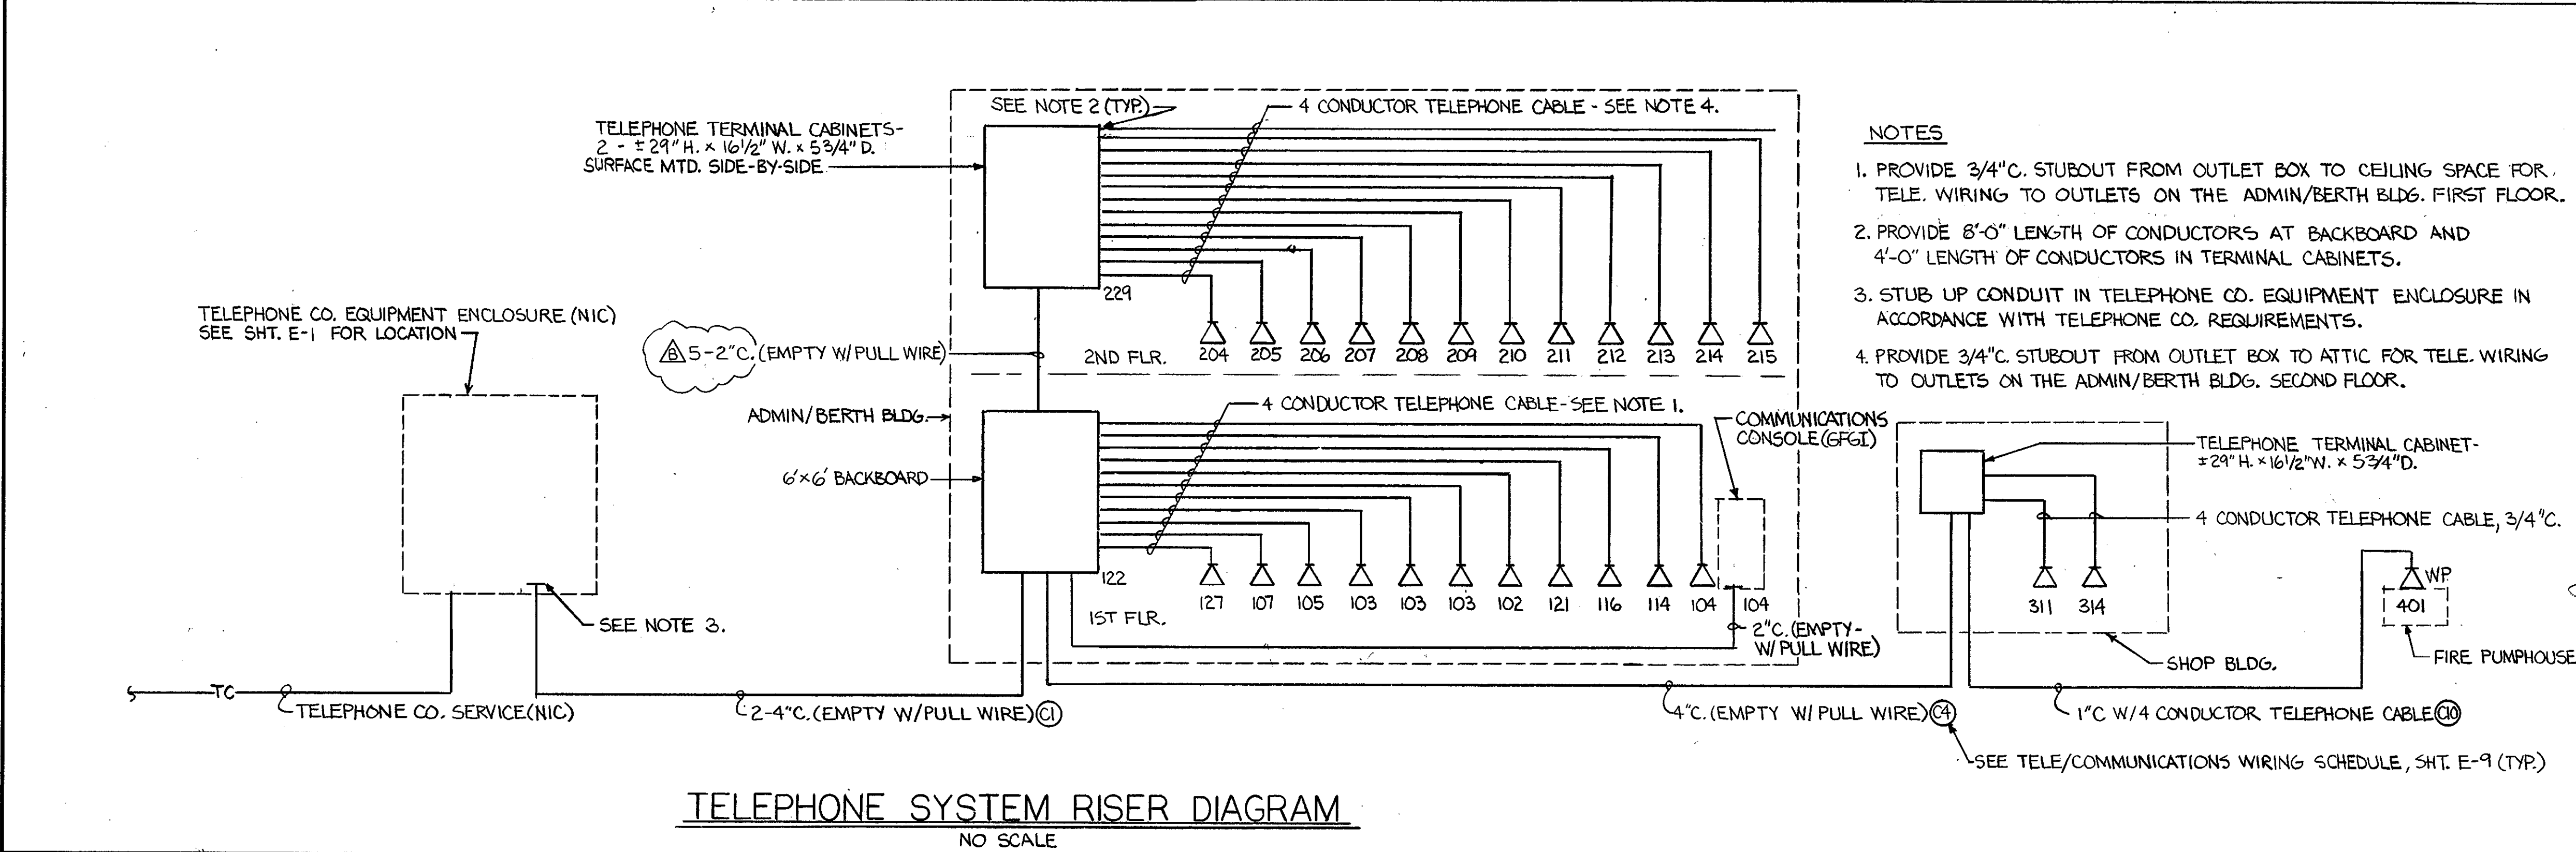 SEE NOTE 2 (TYP.)
4 CONDUCTOR TELEPHONE CABLE - SEE NOTE 4.
TELEPHONE TERMINAL CABINETS-
2 - ±29" H. x 16 1/2" W. x 5 3/4" D.
SURFACE MTD. SIDE-BY-SIDE
229
TELEPHONE CO. EQUIPMENT ENCLOSURE (NIC)
SEE SHT. E-1 FOR LOCATION
B 5-2"C. (EMPTY W/PULL WIRE)
2ND FLR.
204 205 206 207 208 209 210 211 212 213 214 215
ADMIN/BERTH BLDG.
4 CONDUCTOR TELEPHONE CABLE-SEE NOTE 1.
COMMUNICATIONS
CONSOLE (GFGI)
6'x6' BACKBOARD
122
1ST FLR.
127 107 105 103 103 103 102 121 116 114 104 104
2"C. (EMPTY-
W/PULL WIRE)
SEE NOTE 3.
TC
TELEPHONE CO. SERVICE (NIC)
2-4"C. (EMPTY W/PULL WIRE) C1
4"C. (EMPTY W/PULL WIRE) C4
1"C W/4 CONDUCTOR TELEPHONE CABLE C10
SEE TELE/COMMUNICATIONS WIRING SCHEDULE, SHT. E-9 (TYP.)
NOTES
1. PROVIDE 3/4"C. STUBOUT FROM OUTLET BOX TO CEILING SPACE FOR
TELE. WIRING TO OUTLETS ON THE ADMIN/BERTH BLDG. FIRST FLOOR.
2. PROVIDE 8'-0" LENGTH OF CONDUCTORS AT BACKBOARD AND
4'-0" LENGTH OF CONDUCTORS IN TERMINAL CABINETS.
3. STUB UP CONDUIT IN TELEPHONE CO. EQUIPMENT ENCLOSURE IN
ACCORDANCE WITH TELEPHONE CO. REQUIREMENTS.
4. PROVIDE 3/4"C. STUBOUT FROM OUTLET BOX TO ATTIC FOR TELE. WIRING
TO OUTLETS ON THE ADMIN/BERTH BLDG. SECOND FLOOR.
TELEPHONE TERMINAL CABINET-
±29" H. x 16 1/2" W. x 5 3/4" D.
4 CONDUCTOR TELEPHONE CABLE, 3/4"C.
311 314
WP.
401
SHOP BLDG.
FIRE PUMPHOUSE
TELEPHONE SYSTEM RISER DIAGRAM
NO SCALE